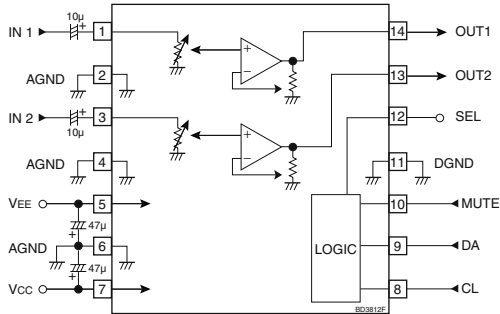 IN 1
10µ
1
14
OUT1
AGND
2
+
−
13
OUT2
IN 2
10µ
3
12
SEL
AGND
4
+
−
11
DGND
VEE
5
10
MUTE
47µ
AGND
6
LOGIC
9
DA
47µ
VCC
7
8
CL
BD3812F